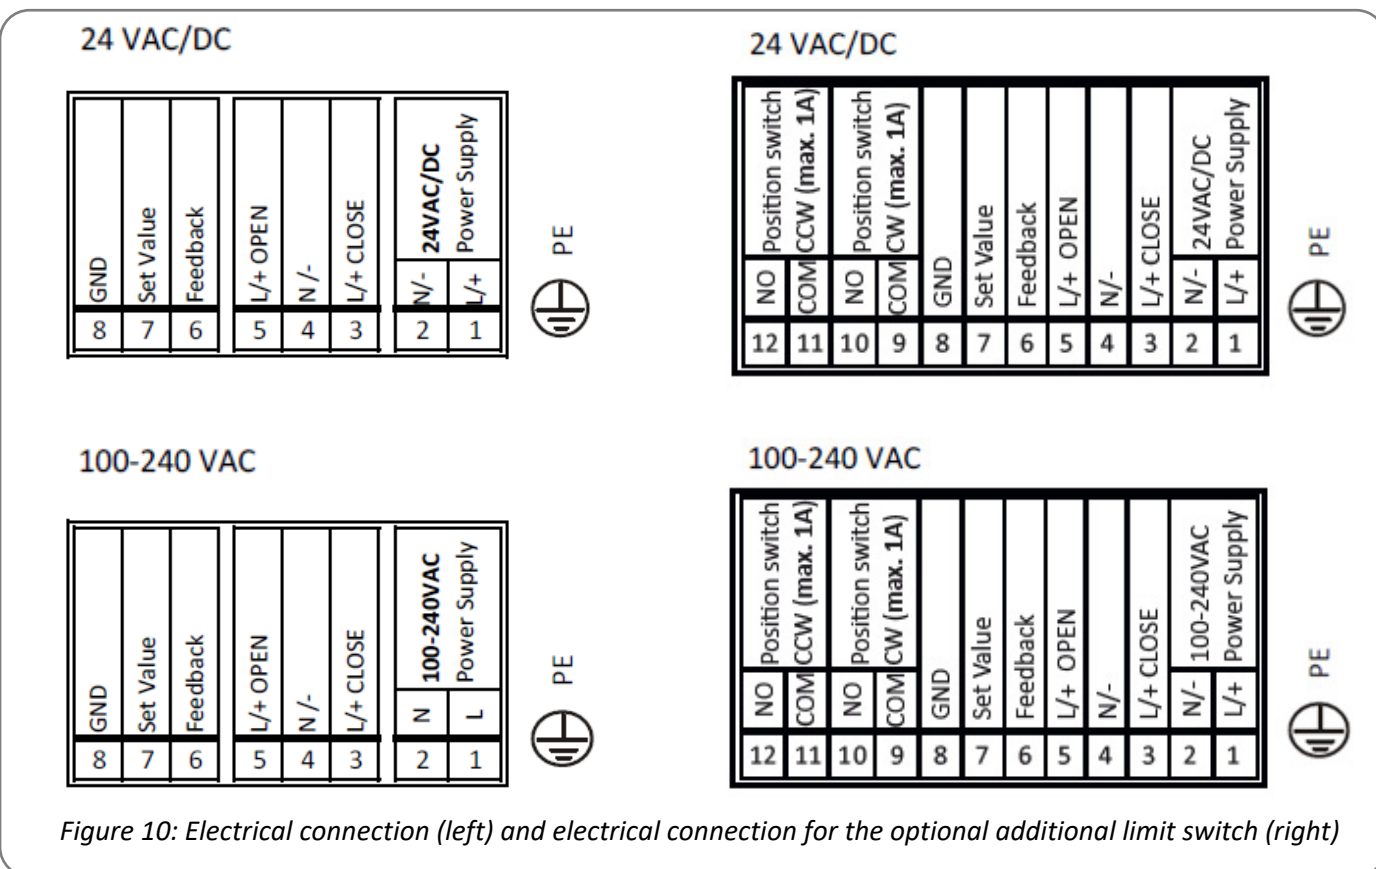 24 VAC/DC
GND
Set Value
Feedback
L/+ OPEN
N /-
L/+ CLOSE
24VAC/DC
Power Supply
N/-
L/+
8 7 6 5 4 3 2 1
PE
24 VAC/DC
Position switch
CCW (max. 1A)
Position switch
CW (max. 1A)
NO
COM
NO
COM
GND
Set Value
Feedback
L/+ OPEN
N/-
L/+ CLOSE
24VAC/DC
Power Supply
N/-
L/+
12 11 10 9 8 7 6 5 4 3 2 1
PE
100-240 VAC
GND
Set Value
Feedback
L/+ OPEN
N /-
L/+ CLOSE
100-240VAC
Power Supply
N
L
8 7 6 5 4 3 2 1
PE
100-240 VAC
Position switch
CCW (max. 1A)
Position switch
CW (max. 1A)
NO
COM
NO
COM
GND
Set Value
Feedback
L/+ OPEN
N/-
L/+ CLOSE
100-240VAC
Power Supply
N/-
L/+
12 11 10 9 8 7 6 5 4 3 2 1
PE
Figure 10: Electrical connection (left) and electrical connection for the optional additional limit switch (right)